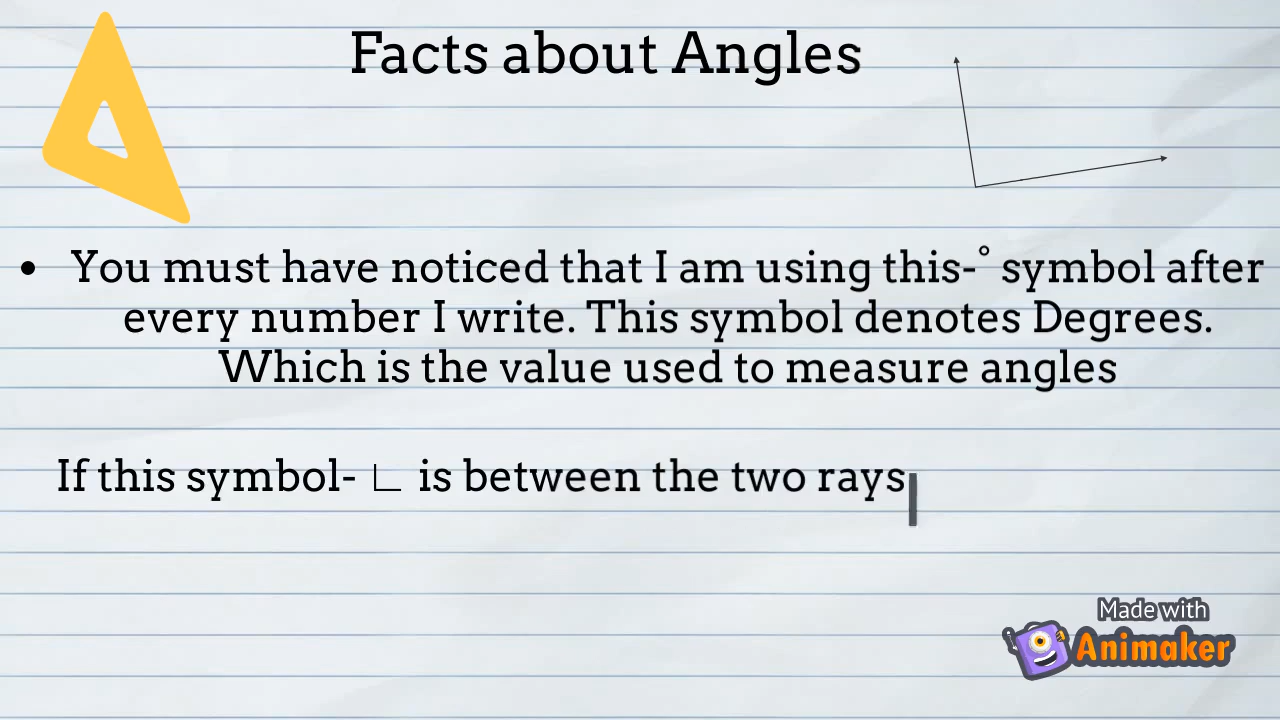 Facts about Angles
• You must have noticed that I am using this-° symbol after
every number I write. This symbol denotes Degrees.
Which is the value used to measure angles
If this symbol- ∟ is between the two rays
Made with
Animaker